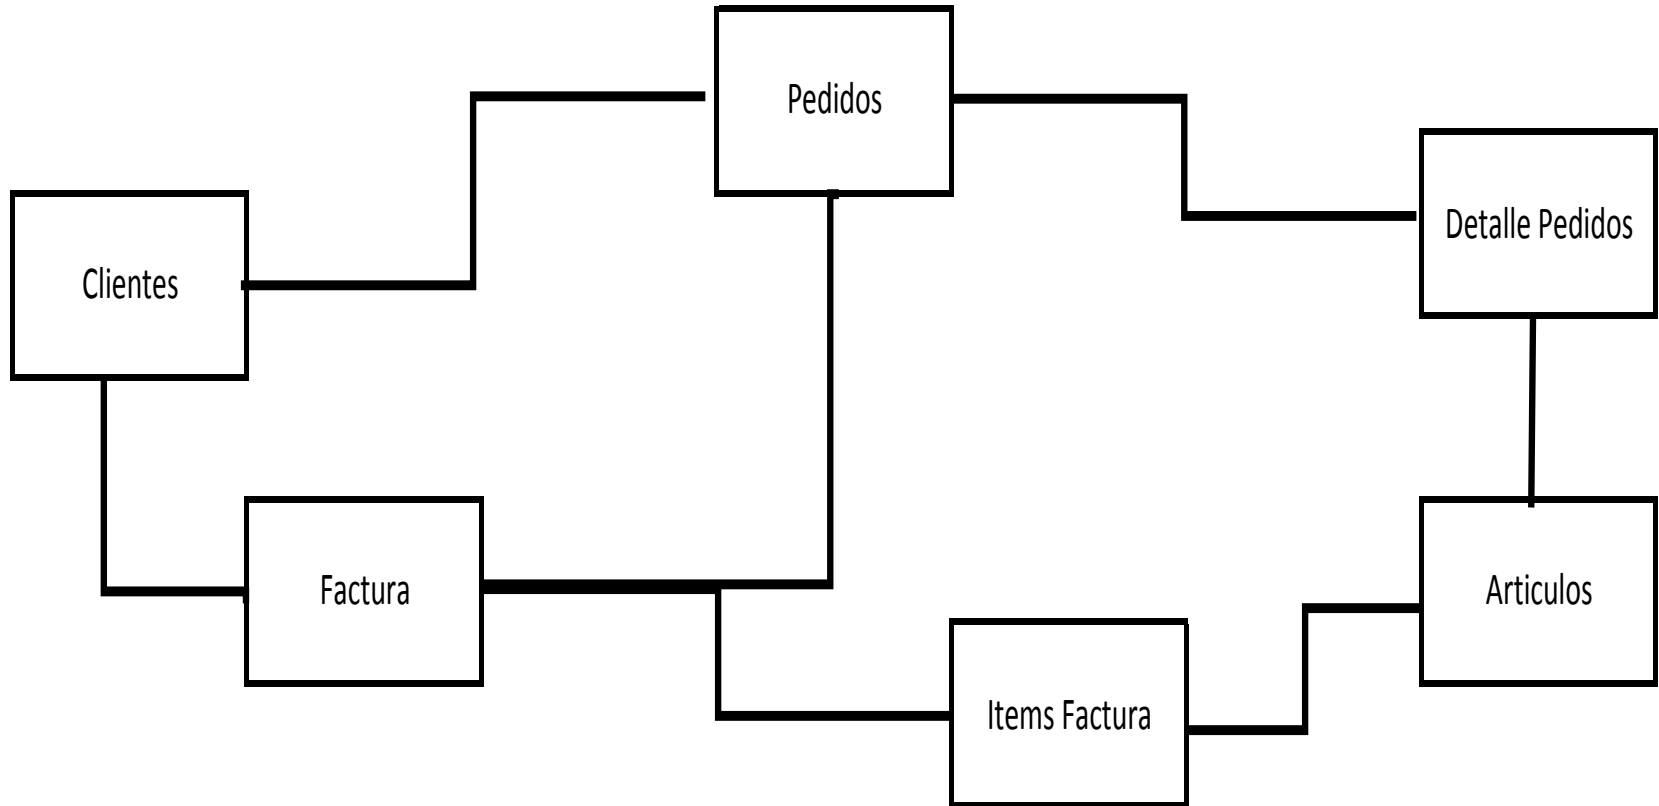 Pedidos
Detalle Pedidos
Clientes
Factura
Articulos
Items Factura